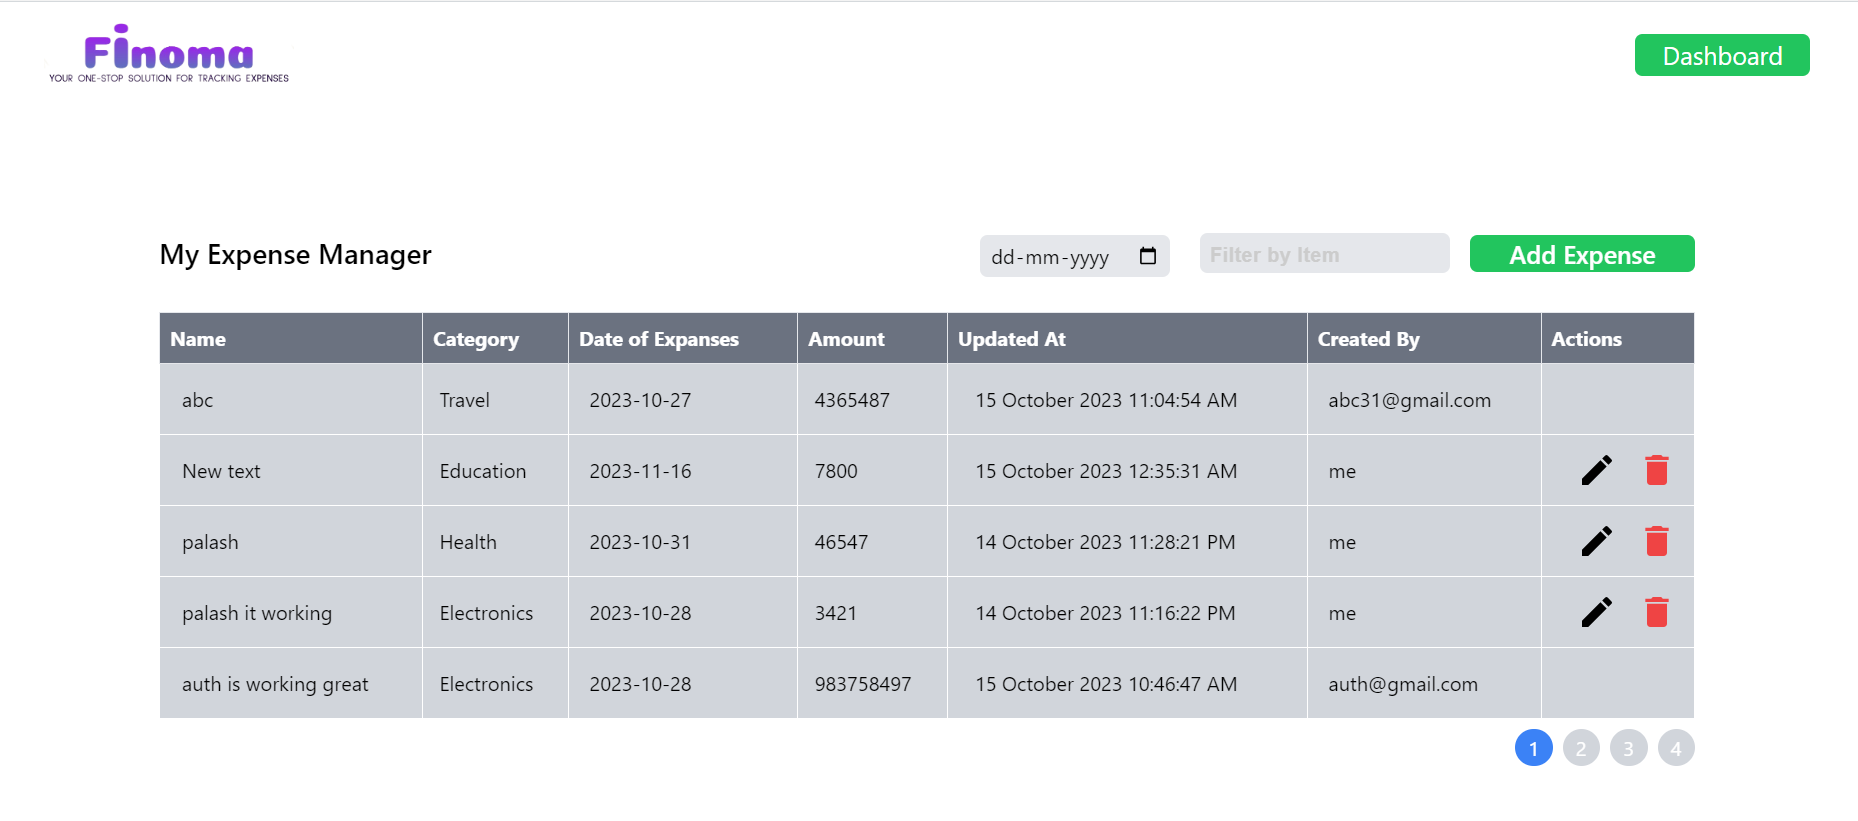 Finoma
YOUR ONE-STOP SOLUTION FOR TRACKING EXPENSES
Dashboard
My Expense Manager
dd-mm-yyyy
Filter by Item
Add Expense
Name Category Date of Expanses Amount Updated At Created By Actions
abc Travel 2023-10-27 4365487 15 October 2023 11:04:54 AM abc31@gmail.com
New text Education 2023-11-16 7800 15 October 2023 12:35:31 AM me
palash Health 2023-10-31 46547 14 October 2023 11:28:21 PM me
palash it working Electronics 2023-10-28 3421 14 October 2023 11:16:22 PM me
auth is working great Electronics 2023-10-28 983758497 15 October 2023 10:46:47 AM auth@gmail.com
1 2 3 4